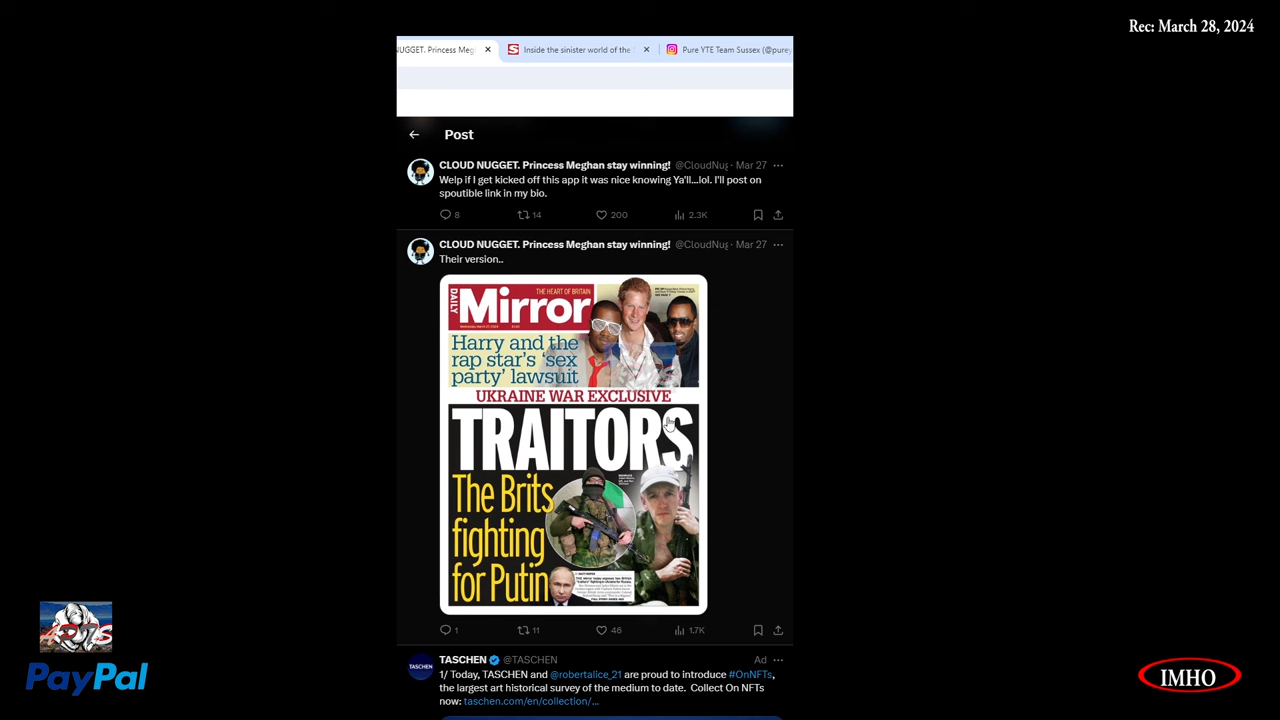 Rec: March 28, 2024
NUGGET. Princess Megh
Inside the sinister world of the
Pure YTE Team Sussex (@purey
Post
CLOUD NUGGET. Princess Meghan stay winning! @CloudNug · Mar 27
Welp if I get kicked off this app it was nice knowing Ya'll...lol. I'll post on
spoutible link in my bio.
8 14 200 2.3K
CLOUD NUGGET. Princess Meghan stay winning! @CloudNug · Mar 27
Their version..
DAILY
THE HEART OF BRITAIN
Mirror
Harry and the
rap star's 'sex
party' lawsuit
UKRAINE WAR EXCLUSIVE
TRAITORS
The Brits
fighting
for Putin
1 11 46 1.7K
TASCHEN
TASCHEN @TASCHEN Ad
1/ Today, TASCHEN and @robertalice_21 are proud to introduce #OnNFTs,
the largest art historical survey of the medium to date. Collect On NFTs
now: taschen.com/en/collection/...
PayPal
IMHO